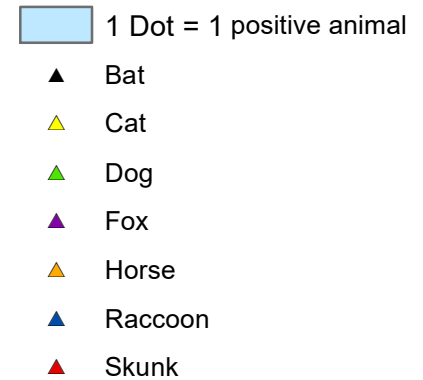 1 Dot = 1 positive animal
Bat
Cat
Dog
Fox
Horse
Raccoon
Skunk